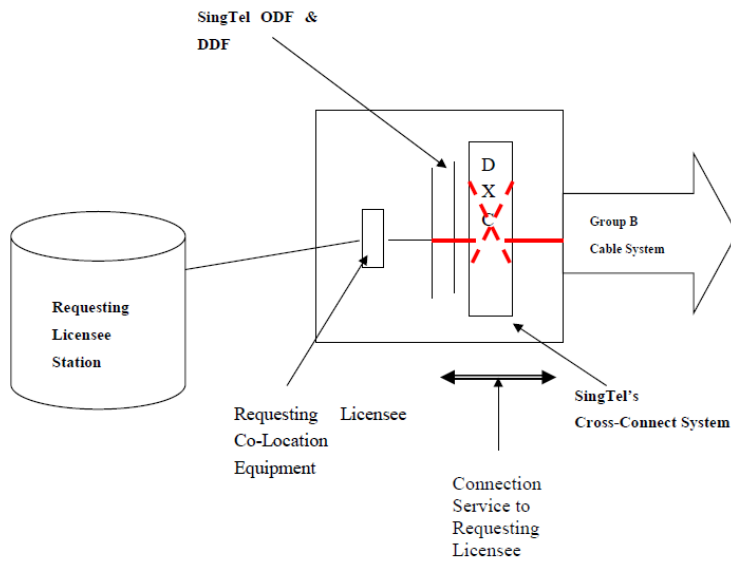 SingTel ODF &
DDF
D
X
C
Group B
Cable System
Requesting
Licensee
Station
SingTel's
Cross-Connect System
Requesting Licensee
Co-Location
Equipment
Connection
Service to
Requesting
Licensee